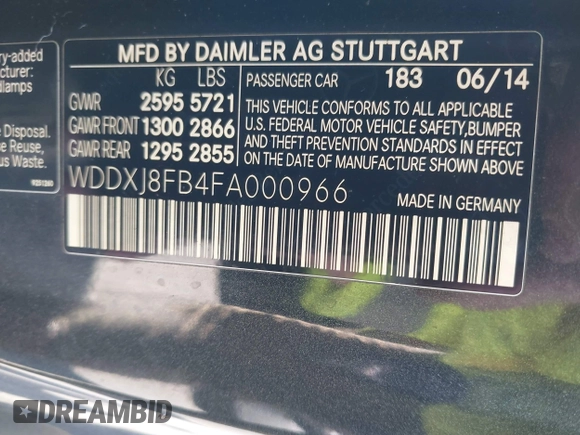 ry-added
cturer:
dlamps
Disposal.
Reuse,
us Waste.
MFD BY DAIMLER AG STUTTGART
KG LBS PASSENGER CAR 183 06/14
GVWR 2595 5721
GAWR FRONT 1300 2866
GAWR REAR 1295 2855
THIS VEHICLE CONFORMS TO ALL APPLICABLE
U.S. FEDERAL MOTOR VEHICLE SAFETY, BUMPER
AND THEFT PREVENTION STANDARDS IN EFFECT
ON THE DATE OF MANUFACTURE SHOWN ABOVE.
WDDXJ8FB4FA000966
MADE IN GERMANY
DREAMBID